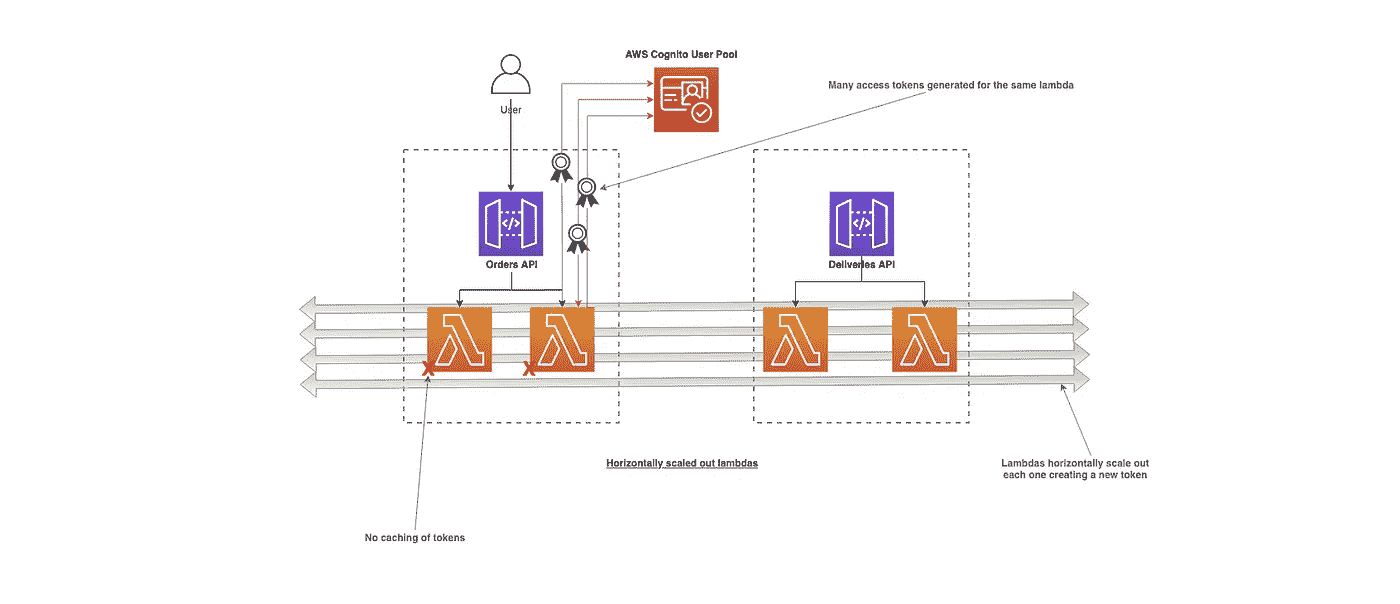 AWS Cognito User Pool
Many access tokens generated for the same lambda
User
Orders API
Deliveries API
X
X
Horizontally scaled out lambdas
Lambdas horizontally scale out
each one creating a new token
No caching of tokens